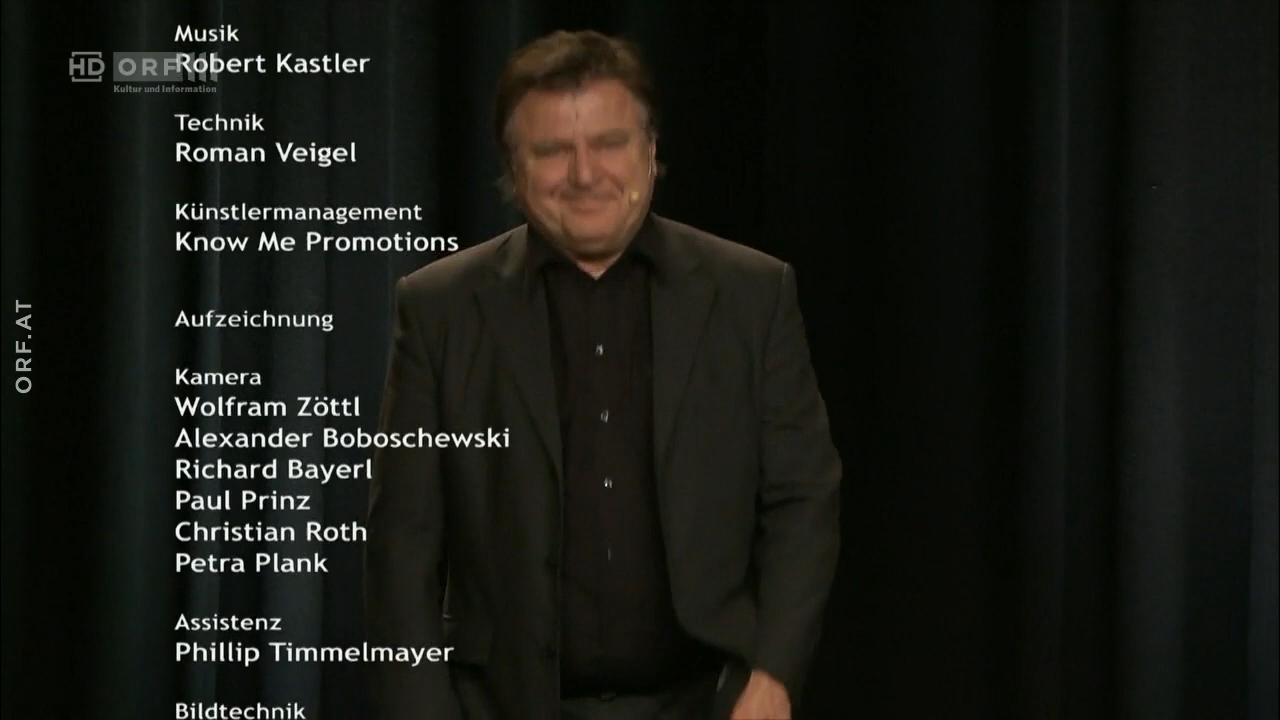 Musik
HD ORF III
Robert Kastler
Kultur und Information
Technik
Roman Veigel
Künstlermanagement
Know Me Promotions
ORF.AT
Aufzeichnung
Kamera
Wolfram Zöttl
Alexander Boboschewski
Richard Bayerl
Paul Prinz
Christian Roth
Petra Plank
Assistenz
Phillip Timmelmayer
Bildtechnik